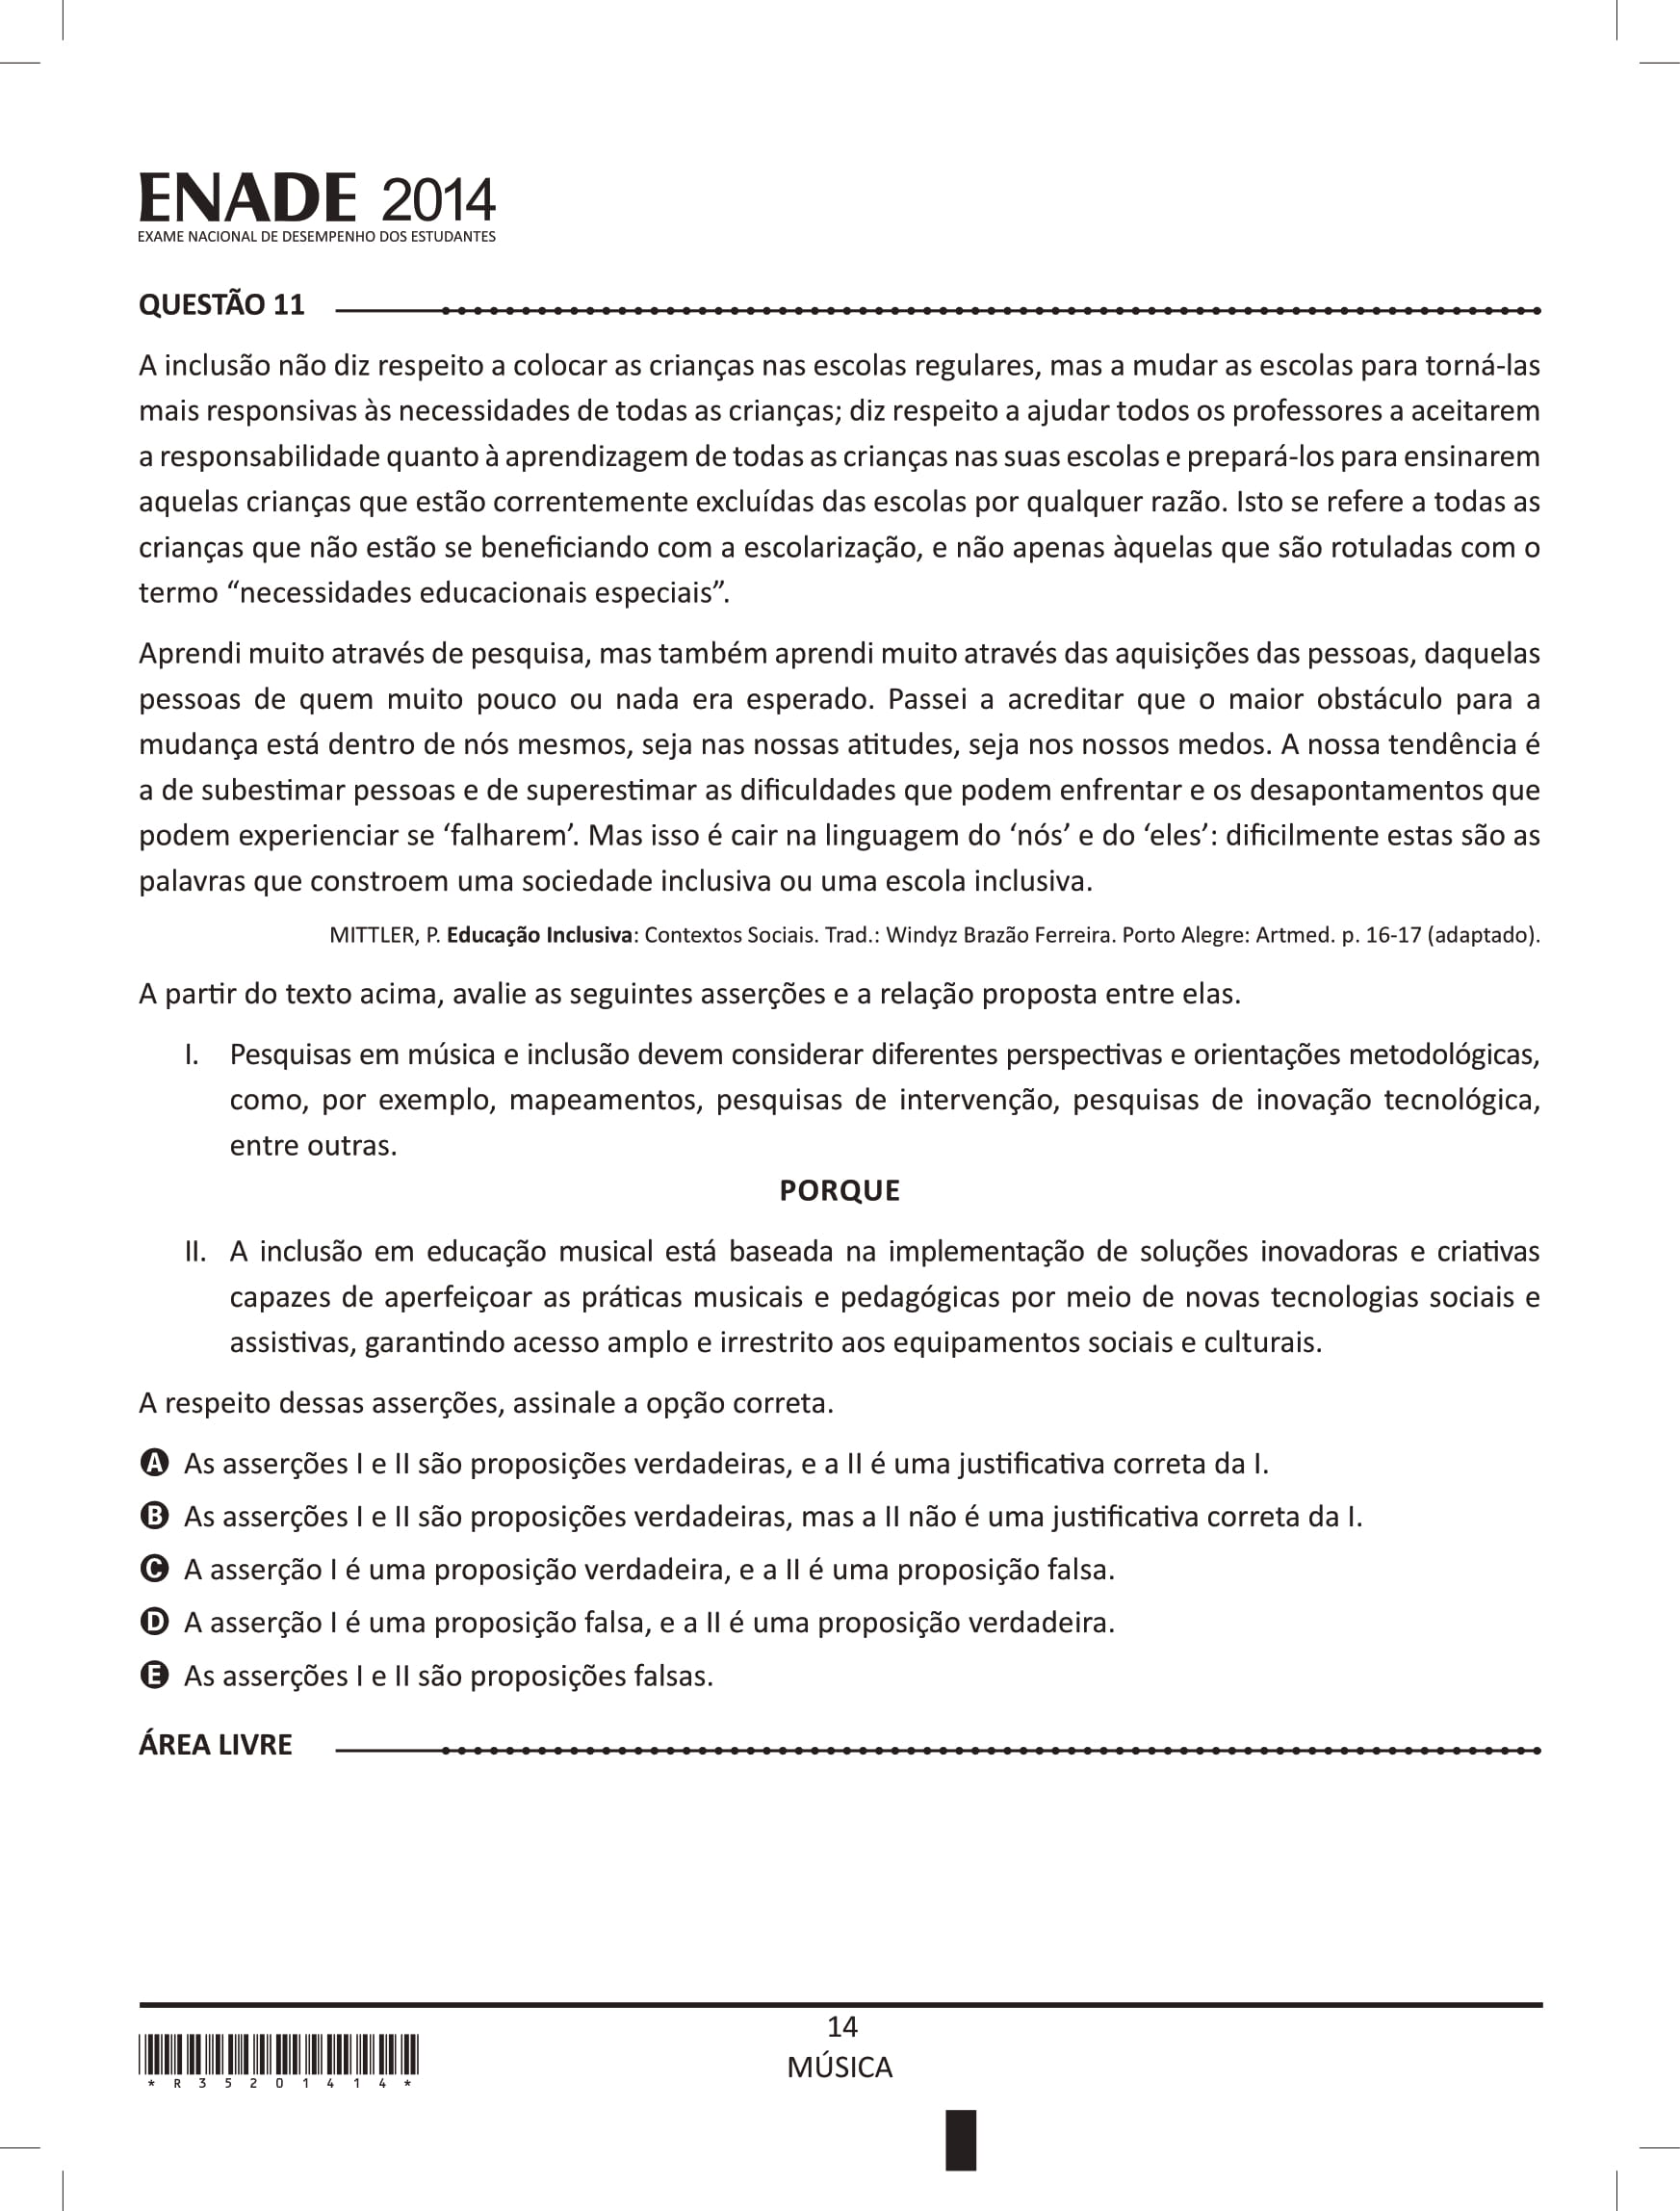 ENADE 2014
EXAME NACIONAL DE DESEMPENHO DOS ESTUDANTES
QUESTÃO 11
A inclusão não diz respeito a colocar as crianças nas escolas regulares, mas a mudar as escolas para torná-las
mais responsivas às necessidades de todas as crianças; diz respeito a ajudar todos os professores a aceitarem
a responsabilidade quanto à aprendizagem de todas as crianças nas suas escolas e prepará-los para ensinarem
aquelas crianças que estão correntemente excluídas das escolas por qualquer razão. Isto se refere a todas as
crianças que não estão se beneficiando com a escolarização, e não apenas àquelas que são rotuladas com o
termo “necessidades educacionais especiais”.
Aprendi muito através de pesquisa, mas também aprendi muito através das aquisições das pessoas, daquelas
pessoas de quem muito pouco ou nada era esperado. Passei a acreditar que o maior obstáculo para a
mudança está dentro de nós mesmos, seja nas nossas atitudes, seja nos nossos medos. A nossa tendência é
a de subestimar pessoas e de superestimar as dificuldades que podem enfrentar e os desapontamentos que
podem experienciar se ‘falharem’. Mas isso é cair na linguagem do ‘nós’ e do ‘eles’: dificilmente estas são as
palavras que constroem uma sociedade inclusiva ou uma escola inclusiva.
MITTLER, P. Educação Inclusiva: Contextos Sociais. Trad.: Windyz Brazão Ferreira. Porto Alegre: Artmed. p. 16-17 (adaptado).
A partir do texto acima, avalie as seguintes asserções e a relação proposta entre elas.
I. Pesquisas em música e inclusão devem considerar diferentes perspectivas e orientações metodológicas,
como, por exemplo, mapeamentos, pesquisas de intervenção, pesquisas de inovação tecnológica,
entre outras.
PORQUE
II. A inclusão em educação musical está baseada na implementação de soluções inovadoras e criativas
capazes de aperfeiçoar as práticas musicais e pedagógicas por meio de novas tecnologias sociais e
assistivas, garantindo acesso amplo e irrestrito aos equipamentos sociais e culturais.
A respeito dessas asserções, assinale a opção correta.
A As asserções I e II são proposições verdadeiras, e a II é uma justificativa correta da I.
B As asserções I e II são proposições verdadeiras, mas a II não é uma justificativa correta da I.
C A asserção I é uma proposição verdadeira, e a II é uma proposição falsa.
D A asserção I é uma proposição falsa, e a II é uma proposição verdadeira.
E As asserções I e II são proposições falsas.
ÁREA LIVRE
14
MÚSICA
* R 3 5 2 0 1 4 1 4 *